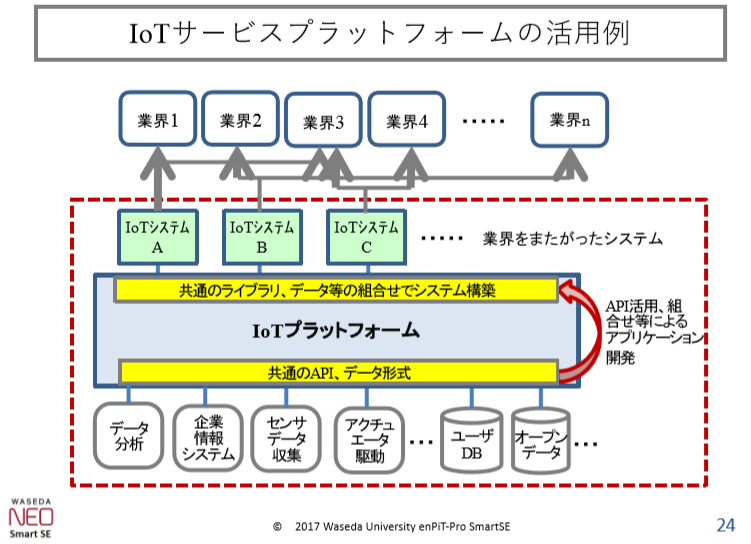 IoTサービスプラットフォームの活用例
業界1
業界2
業界3
業界4
・・・・・
業界n
IoTシステム
A
IoTシステム
B
IoTシステム
C
・・・・・
業界をまたがったシステム
共通のライブラリ、データ等の組合せでシステム構築
IoTプラットフォーム
共通のAPI、データ形式
API活用、組
合せ等による
アプリケーション
開発
データ
分析
企業
情報
システム
センサ
データ
収集
アクチュ
エータ
駆動
・・・
ユーザ
DB
オープン
データ
・・・
WASEDA
NEO
Smart SE
© 2017 Waseda University enPiT-Pro SmartSE
24